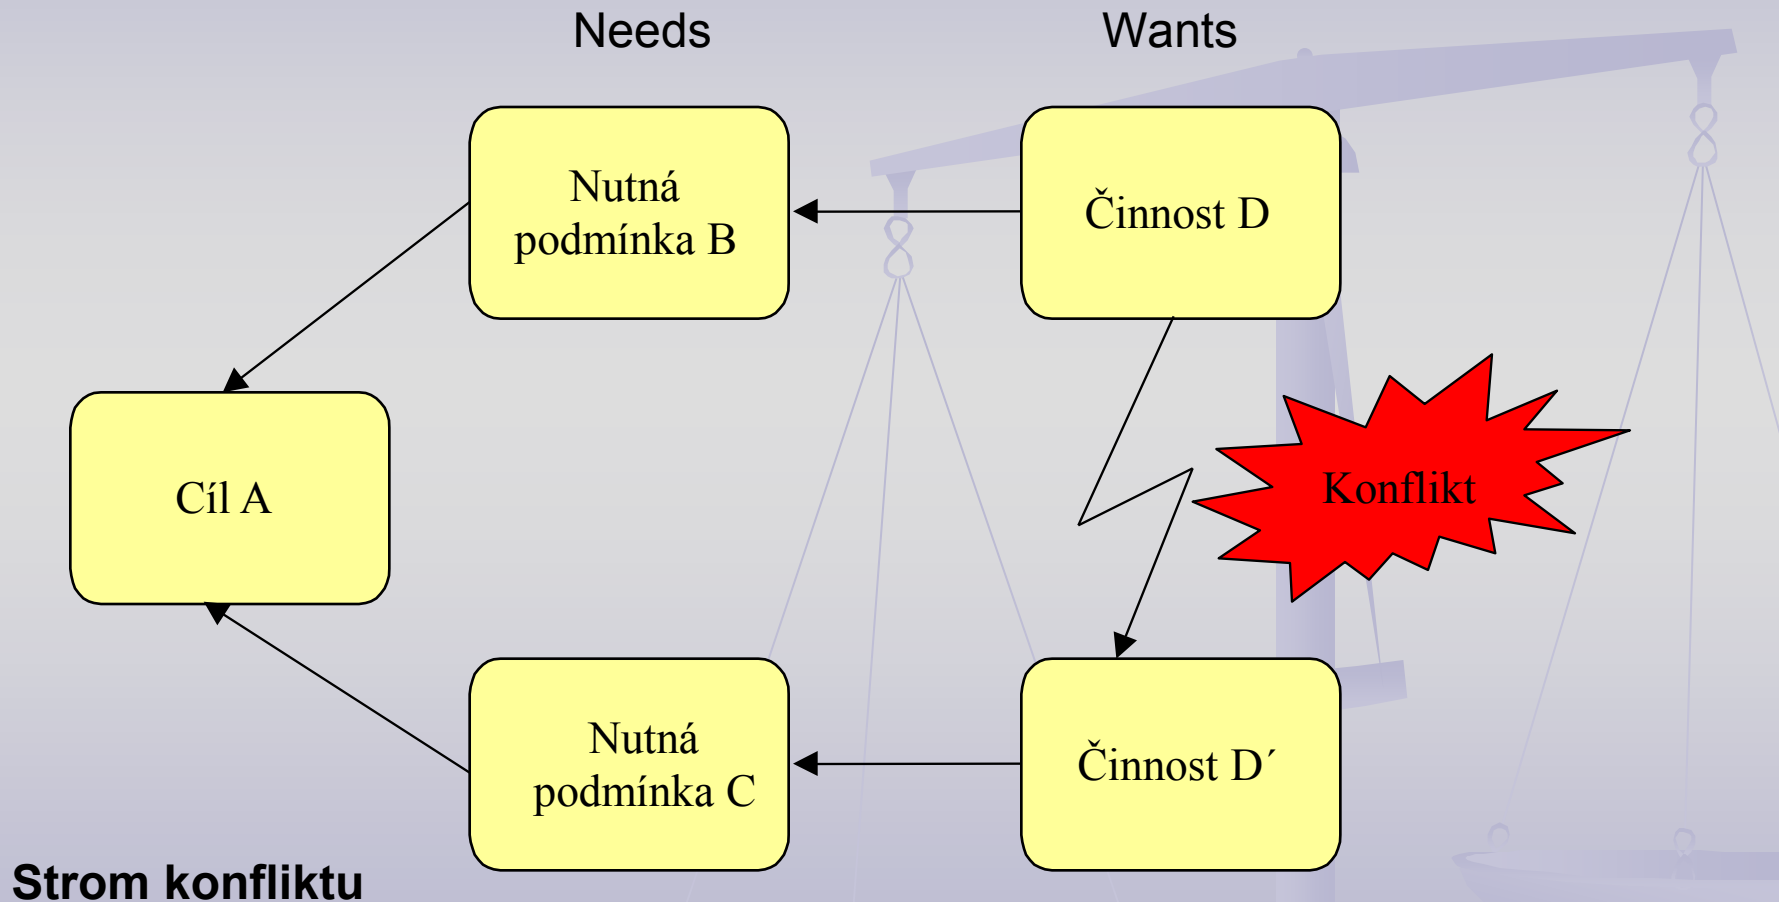 Needs
Wants
Nutná
podmínka B
Činnost D
Cíl A
Konflikt
Nutná
podmínka C
Činnost D´
Strom konfliktu